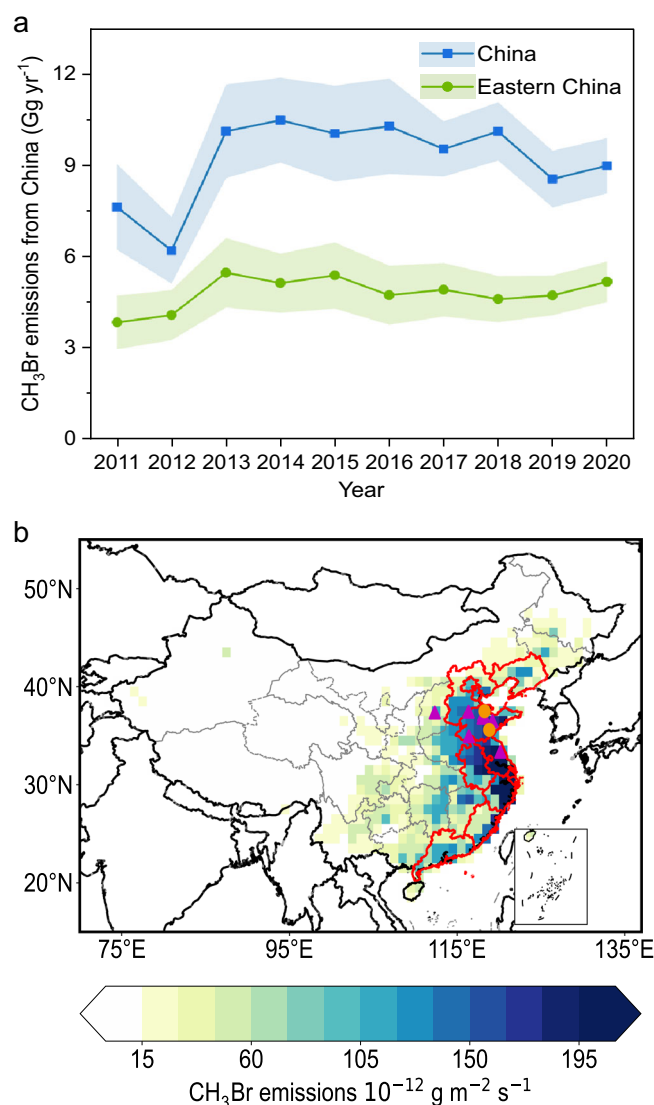 a
China
Eastern China
CH₃Br emissions from China (Gg yr⁻¹)
12
9
6
3
0
2011 2012 2013 2014 2015 2016 2017 2018 2019 2020
Year
b
50°N
40°N
30°N
20°N
75°E 95°E 115°E 135°E
15 60 105 150 195
CH₃Br emissions 10⁻¹² g m⁻² s⁻¹